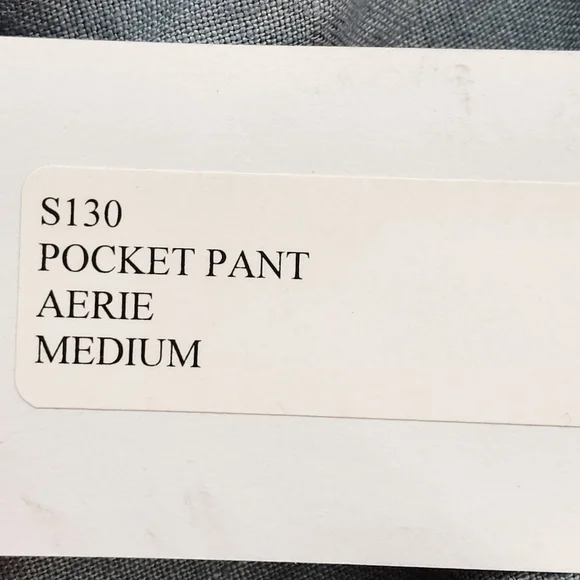 S130
POCKET PANT
AERIE
MEDIUM